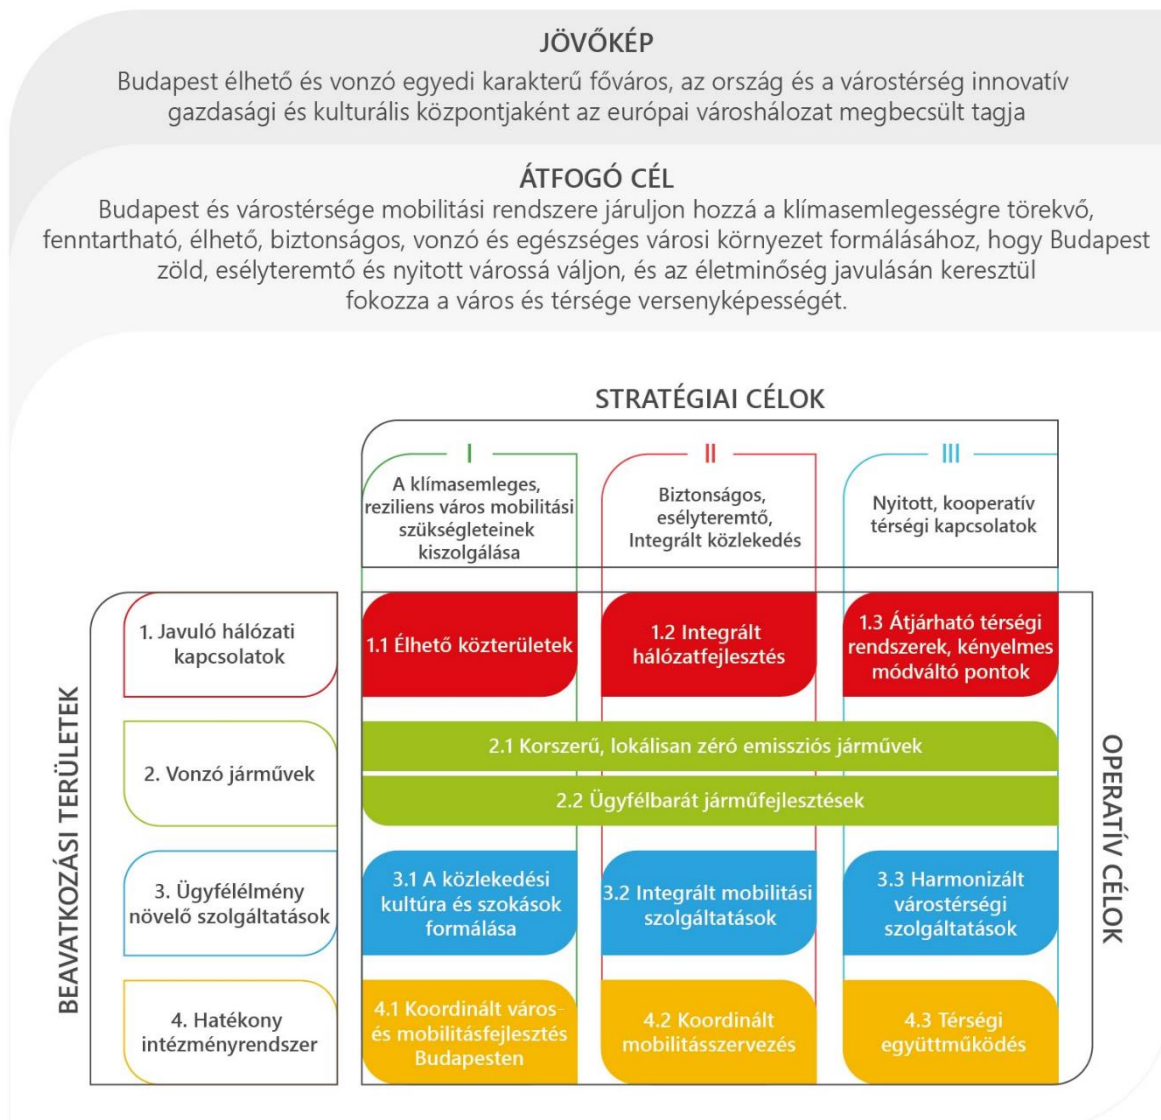 JÖVŐKÉP
Budapest élhető és vonzó egyedi karakterű főváros, az ország és a várostérség innovatív
gazdasági és kulturális központjaként az európai városhálózat megbecsült tagja
ÁTFOGÓ CÉL
Budapest és várostérsége mobilitási rendszere járuljon hozzá a klímasemlegességre törekvő,
fenntartható, élhető, biztonságos, vonzó és egészséges városi környezet formálásához, hogy Budapest
zöld, esélyteremtő és nyitott várossá váljon, és az életminőség javulásán keresztül
fokozza a város és térsége versenyképességét.
STRATÉGIAI CÉLOK
I
A klímasemleges,
reziliens város mobilitási
szükségleteinek
kiszolgálása
II
Biztonságos,
esélyteremtő,
Integrált közlekedés
III
Nyitott, kooperatív
térségi kapcsolatok
BEAVATKOZÁSI TERÜLETEK
1. Javuló hálózati
kapcsolatok
1.1 Élhető közterületek
1.2 Integrált
hálózatfejlesztés
1.3 Átjárható térségi
rendszerek, kényelmes
módváltó pontok
2. Vonzó járművek
2.1 Korszerű, lokálisan zéró emissziós járművek
2.2 Ügyfélbarát járműfejlesztések
3. Ügyfélélmény
növelő szolgáltatások
3.1 A közlekedési
kultúra és szokások
formálása
3.2 Integrált mobilitási
szolgáltatások
3.3 Harmonizált
várostérségi
szolgáltatások
4. Hatékony
intézményrendszer
4.1 Koordinált város-
és mobilitásfejlesztés
Budapesten
4.2 Koordinált
mobilitásszervezés
4.3 Térségi
együttműködés
OPERATÍV CÉLOK